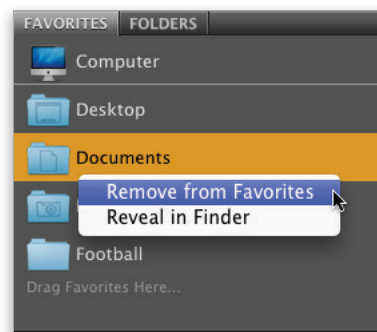 FAVORITES FOLDERS
Computer
Desktop
Documents
Remove from Favorites
Reveal in Finder
Football
Drag Favorites Here...